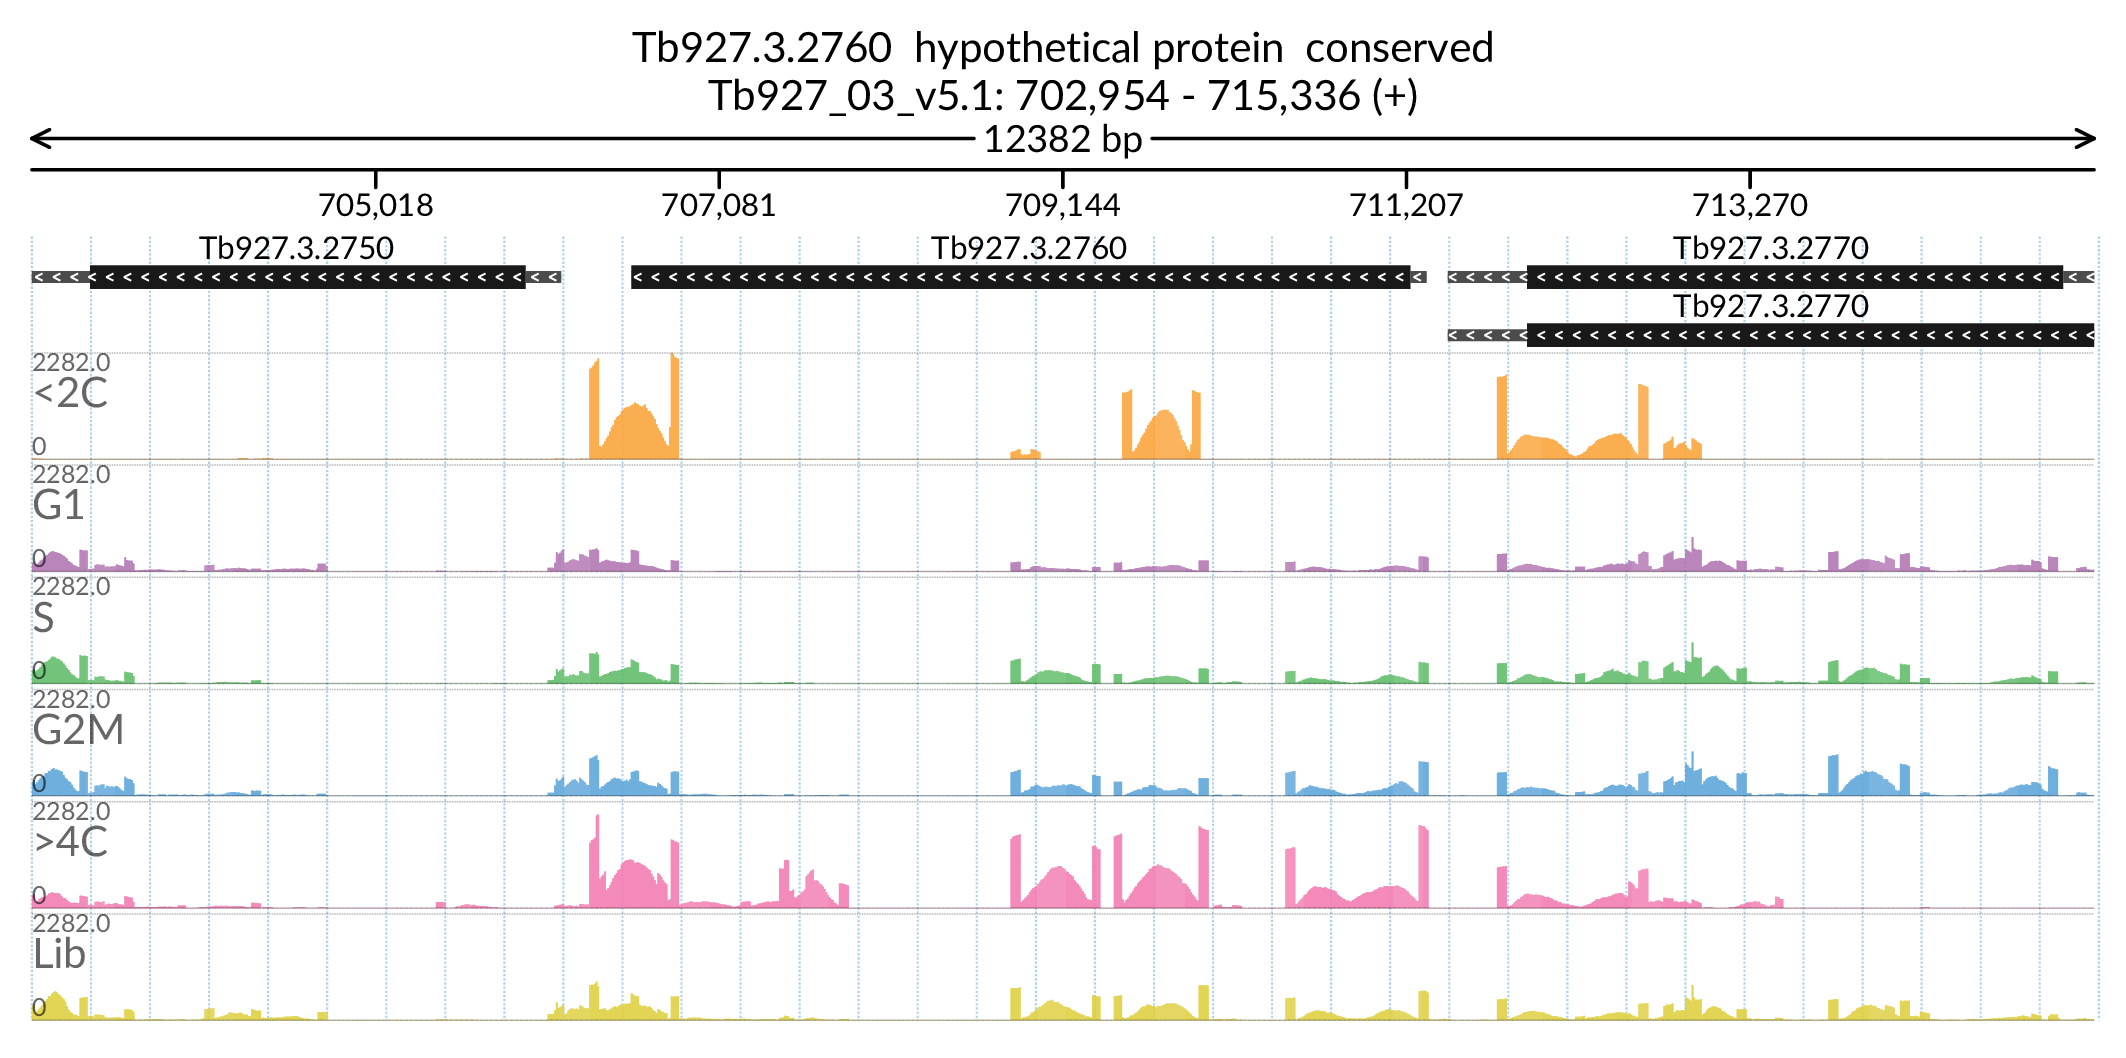 Tb927.3.2760  hypothetical protein  conserved
Tb927_03_v5.1: 702,954 - 715,336 (+)
12382 bp
705,018 707,081 709,144 711,207 713,270
Tb927.3.2750 Tb927.3.2760 Tb927.3.2770
Tb927.3.2770
2282.0
<2C
0
2282.0
G1
0
2282.0
S
0
2282.0
G2M
0
2282.0
>4C
0
2282.0
Lib
0